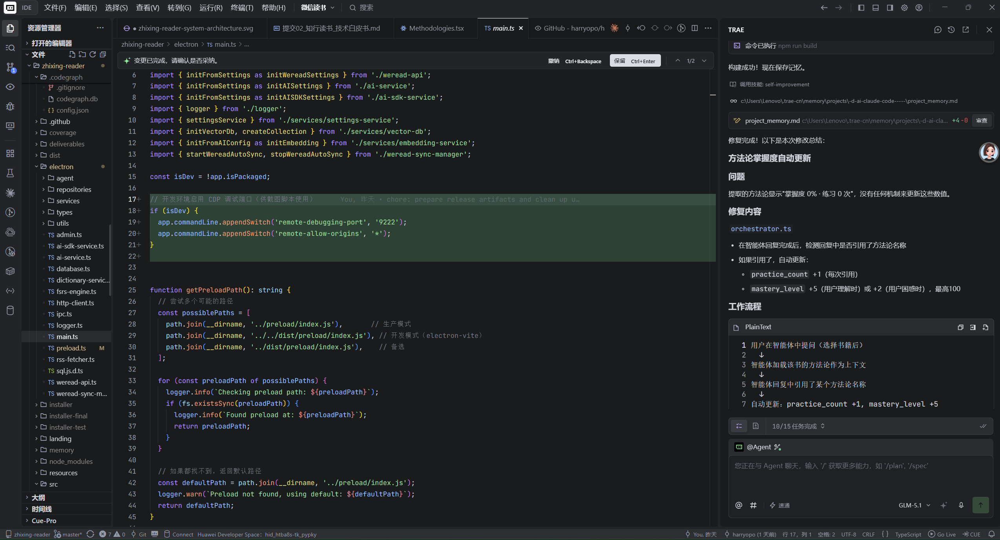 IDE 文件(F) 编辑(E) 选择(S) 查看(V) 转到(G) 运行(R) 终端(T) 帮助(H) 微信读书 搜索
资源管理器
打开的编辑器
文件
zhixing-reader
.codegraph
.gitignore
codegraph.db
config.json
.github
coverage
deliverables
dist
electron
agent
repositories
services
types
utils
TS admin.ts
TS ai-sdk-service.ts
TS ai-service.ts
TS database.ts
TS dictionary-servic...
TS fsrs-engine.ts
TS http-client.ts
TS ipc.ts
TS logger.ts
TS main.ts
TS preload.ts M
TS rss-fetcher.ts
TS sql.js.d.ts
TS weread-api.ts
TS weread-sync-m...
installer
installer-final
installer-test
landing
memory
node_modules
resources
src
大纲
时间线
Cue-Pro
1
zhixing-reader-system-architecture.svg 提交02_知行读书_技术白皮书.md Methodologies.tsx TS main.ts GitHub - harryopo/h
zhixing-reader > electron > TS main.ts > ...
变更已完成，请确认是否采纳。 撤销 Ctrl+Backspace 保留 Ctrl+Enter 1/2
6 import { initFromSettings as initWereadSettings } from './weread-api';
7 import { initFromSettings as initAISettings } from './ai-service';
8 import { initFromSettings as initAISDKSettings } from './ai-sdk-service';
9 import { logger } from './logger';
10 import { settingsService } from './services/settings-service';
11 import { initVectorDb, createCollection } from './services/vector-db';
12 import { initFromAIConfig as initEmbedding } from './services/embedding-service';
13 import { startWereadAutoSync, stopWereadAutoSync } from './weread-sync-manager';
14
15 const isDev = !app.isPackaged;
16
17+ // 开发环境启用 CDP 调试端口（供截图脚本使用） You, 昨天 • chore: prepare release artifacts and clean up u…
18+ if (isDev) {
19+ app.commandLine.appendSwitch('remote-debugging-port', '9222');
20+ app.commandLine.appendSwitch('remote-allow-origins', '*');
21+ }
22+
23
24
25 function getPreloadPath(): string {
26 // 尝试多个可能的路径
27 const possiblePaths = [
28 path.join(__dirname, '../preload/index.js'), // 生产模式
29 path.join(__dirname, '../../dist/preload/index.js'), // 开发模式（electron-vite）
30 path.join(__dirname, '../dist/preload/index.js'), // 备选
31 ];
32
33 for (const preloadPath of possiblePaths) {
34 logger.info(`Checking preload path: ${preloadPath}`);
35 if (fs.existsSync(preloadPath)) {
36 logger.info(`Found preload at: ${preloadPath}`);
37 return preloadPath;
38 }
39 }
40
41 // 如果都找不到，返回默认路径
42 const defaultPath = path.join(__dirname, '../preload/index.js');
43 logger.warn(`Preload not found, using default: ${defaultPath}`);
44 return defaultPath;
45 }
TRAE
命令已执行 npm run build
构建成功！现在保存记忆。
调用技能: self-improvement
c:\Users\Lenovo\.trae-cn\memory\projects\-d-ai-claude-code-----\project_memory.md
project_memory.md c:\Users\Lenovo\.trae-cn\memory\projects\-d-ai-cla... +4 -0 审查
修复完成！以下是本次修改总结：
方法论掌握度自动更新
问题
提取的方法论显示"掌握度 0% · 练习 0 次"，没有任何机制来更新这些数值。
修复内容
orchestrator.ts
• 在智能体回复完成后，检测回复中是否引用了方法论名称
• 如果引用了，自动更新：
◦ practice_count +1（每次引用）
◦ mastery_level +5（用户理解时）或 +2（用户困惑时），最高100
工作流程
PlainText
1 用户在智能体中提问（选择书籍后）
2 ↓
3 智能体加载该书的方法论作为上下文
4 ↓
5 智能体回复中引用了某个方法论名称
6 ↓
7 自动更新：practice_count +1, mastery_level +5
10/15 任务完成
@Agent
您正在与 Agent 聊天，输入 '/' 获取更多能力，如 '/plan', '/spec'
@ # 速通 GLM-5.1
zhixing-reader master* 7 0 Git Connect Huawei Developer Space：hid_htba8s-tk_pypky You, 昨天 harryopo (1 天前) 行 17，列 1 空格: 2 UTF-8 CRLF {} TypeScript Go Live CUE